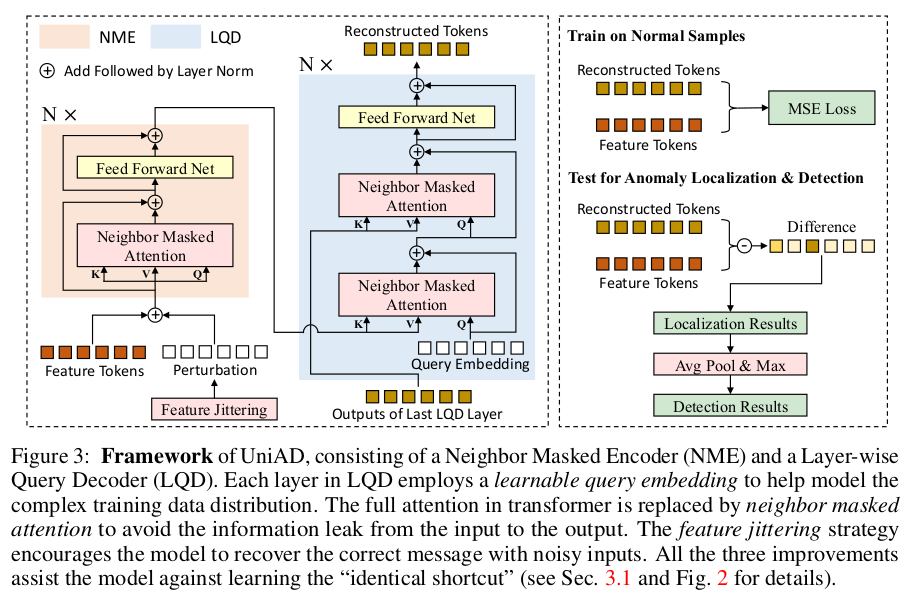 NME
LQD
Add Followed by Layer Norm
N ×
Feed Forward Net
Neighbor Masked
Attention
K
V
Q
Feature Tokens
Perturbation
Feature Jittering
Reconstructed Tokens
N ×
Feed Forward Net
Neighbor Masked
Attention
K
V
Q
Neighbor Masked
Attention
K
V
Q
Query Embedding
Outputs of Last LQD Layer
Train on Normal Samples
Reconstructed Tokens
MSE Loss
Feature Tokens
Test for Anomaly Localization & Detection
Reconstructed Tokens
Difference
Feature Tokens
Localization Results
Avg Pool & Max
Detection Results
Figure 3: Framework of UniAD, consisting of a Neighbor Masked Encoder (NME) and a Layer-wise
Query Decoder (LQD). Each layer in LQD employs a learnable query embedding to help model the
complex training data distribution. The full attention in transformer is replaced by neighbor masked
attention to avoid the information leak from the input to the output. The feature jittering strategy
encourages the model to recover the correct message with noisy inputs. All the three improvements
assist the model against learning the “identical shortcut” (see Sec. 3.1 and Fig. 2 for details).